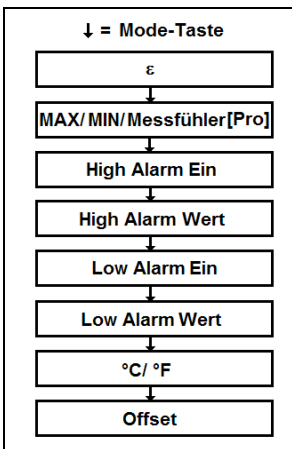 ↓ = Mode-Taste
ε
MAX/ MIN/ Messfühler [Pro]
High Alarm Ein
High Alarm Wert
Low Alarm Ein
Low Alarm Wert
°C/ °F
Offset